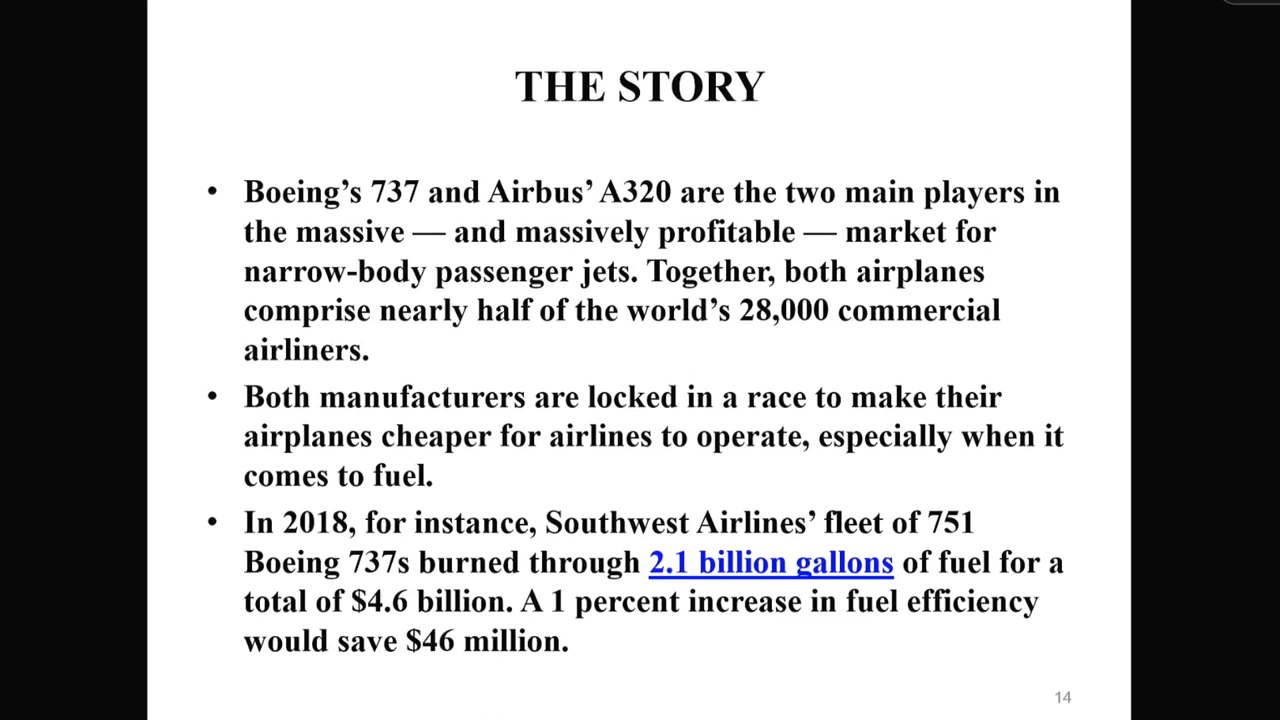 THE STORY
• Boeing’s 737 and Airbus’ A320 are the two main players in
the massive — and massively profitable — market for
narrow-body passenger jets. Together, both airplanes
comprise nearly half of the world’s 28,000 commercial
airliners.
• Both manufacturers are locked in a race to make their
airplanes cheaper for airlines to operate, especially when it
comes to fuel.
• In 2018, for instance, Southwest Airlines’ fleet of 751
Boeing 737s burned through 2.1 billion gallons of fuel for a
total of $4.6 billion. A 1 percent increase in fuel efficiency
would save $46 million.
14